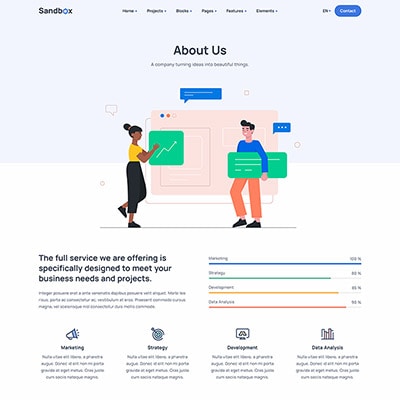 Sandbox
Home Projects Blocks Pages Features Elements
EN Contact
About Us
A company turning ideas into beautiful things.
The full service we are offering is
specifically designed to meet your
business needs and projects.
Integer posuere erat a ante venenatis dapibus posuere velit aliquet. Morbi leo
risus, porta ac consectetur ac, vestibulum at eros. Praesent commodo cursus
magna, vel scelerisque nisl consectetur duis mollis commodo.
Marketing 100 %
Strategy 80 %
Development 85 %
Data Analysis 90 %
Marketing
Nulla vitae elit libero, a pharetra
augue. Donec id elit non mi porta
gravida at eget metus. Cras justo
cum sociis natoque magnis.
Strategy
Nulla vitae elit libero, a pharetra
augue. Donec id elit non mi porta
gravida at eget metus. Cras justo
cum sociis natoque magnis.
Development
Nulla vitae elit libero, a pharetra
augue. Donec id elit non mi porta
gravida at eget metus. Cras justo
cum sociis natoque magnis.
Data Analysis
Nulla vitae elit libero, a pharetra
augue. Donec id elit non mi porta
gravida at eget metus. Cras justo
cum sociis natoque magnis.